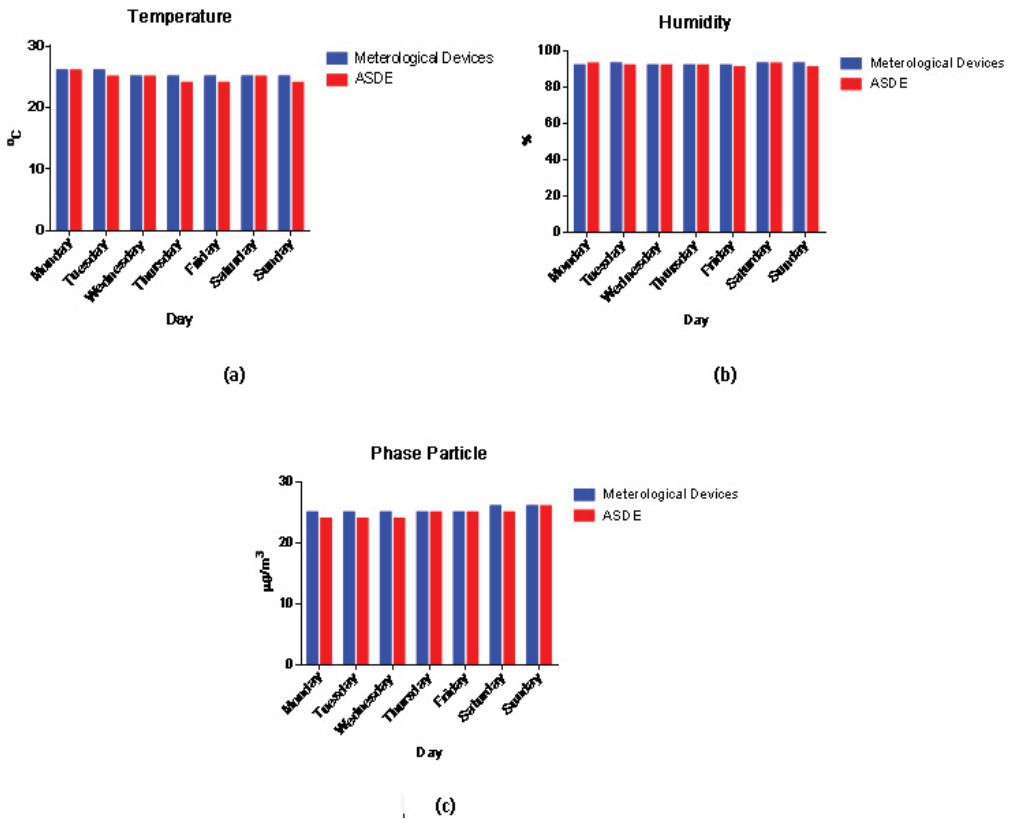 Temperature
30
20
10
0
ºC
Monday
Tuesday
Wednesday
Thursday
Friday
Saturday
Sunday
Day
Meterological Devices
ASDE
(a)
Humidity
100
80
60
40
20
0
%
Monday
Tuesday
Wednesday
Thursday
Friday
Saturday
Sunday
Day
Meterological Devices
ASDE
(b)
Phase Particle
30
20
10
0
µg/m³
Monday
Tuesday
Wednesday
Thursday
Friday
Saturday
Sunday
Day
Meterological Devices
ASDE
(c)